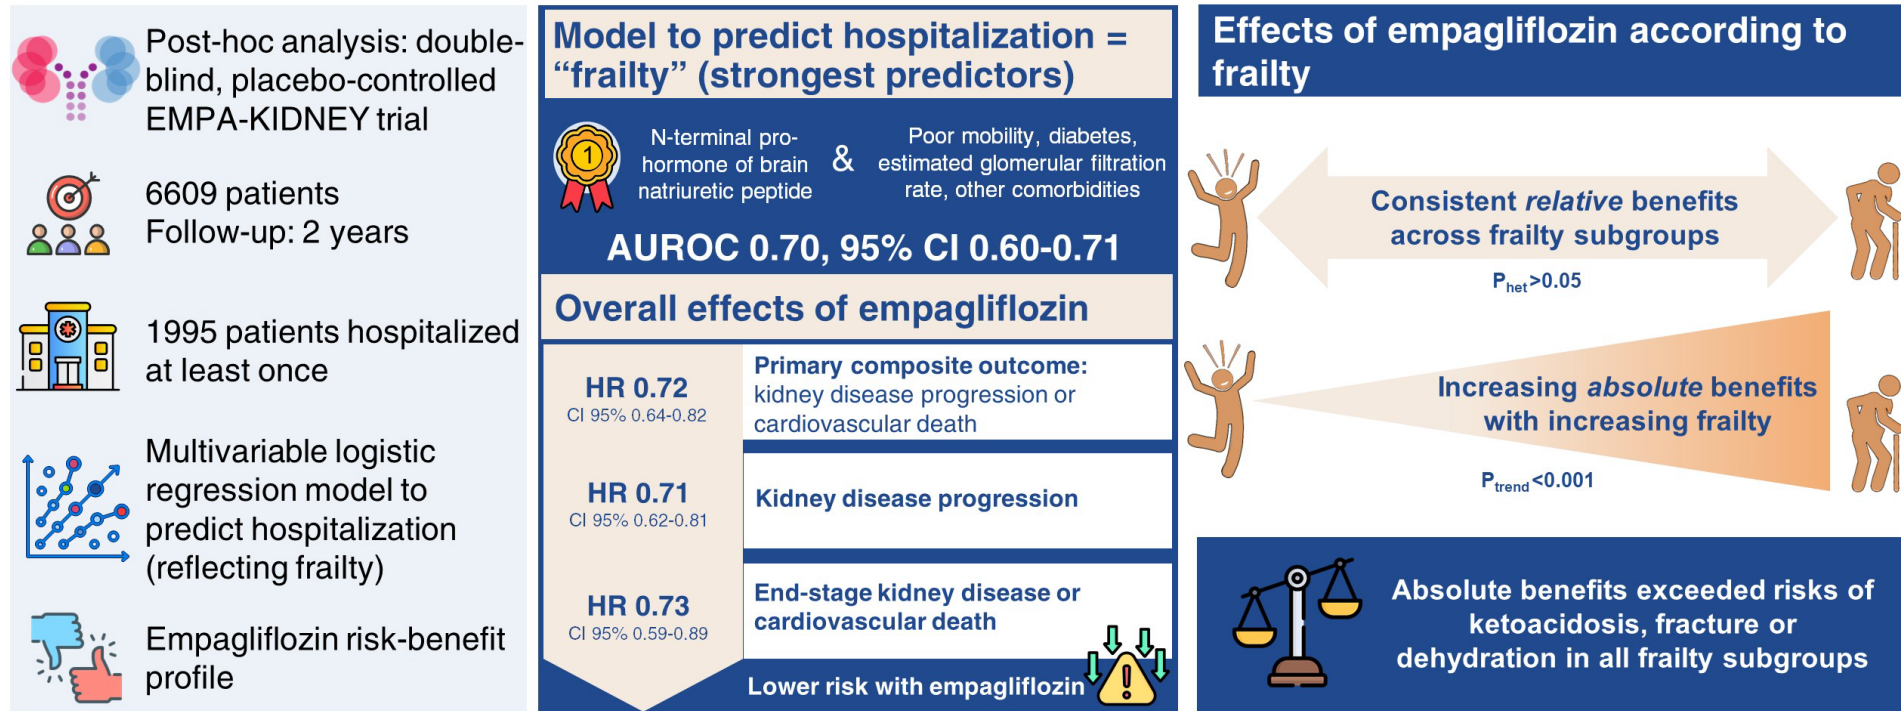 Post-hoc analysis: double-
blind, placebo-controlled
EMPA-KIDNEY trial
6609 patients
Follow-up: 2 years
1995 patients hospitalized
at least once
Multivariable logistic
regression model to
predict hospitalization
(reflecting frailty)
Empagliflozin risk-benefit
profile
Model to predict hospitalization =
“frailty” (strongest predictors)
1
N-terminal pro-
hormone of brain
natriuretic peptide
&
Poor mobility, diabetes,
estimated glomerular filtration
rate, other comorbidities
AUROC 0.70, 95% CI 0.60-0.71
Overall effects of empagliflozin
HR 0.72
CI 95% 0.64-0.82
Primary composite outcome:
kidney disease progression or
cardiovascular death
HR 0.71
CI 95% 0.62-0.81
Kidney disease progression
HR 0.73
CI 95% 0.59-0.89
End-stage kidney disease or
cardiovascular death
Lower risk with empagliflozin
Effects of empagliflozin according to
frailty
Consistent relative benefits
across frailty subgroups
Phet>0.05
Increasing absolute benefits
with increasing frailty
Ptrend<0.001
Absolute benefits exceeded risks of
ketoacidosis, fracture or
dehydration in all frailty subgroups